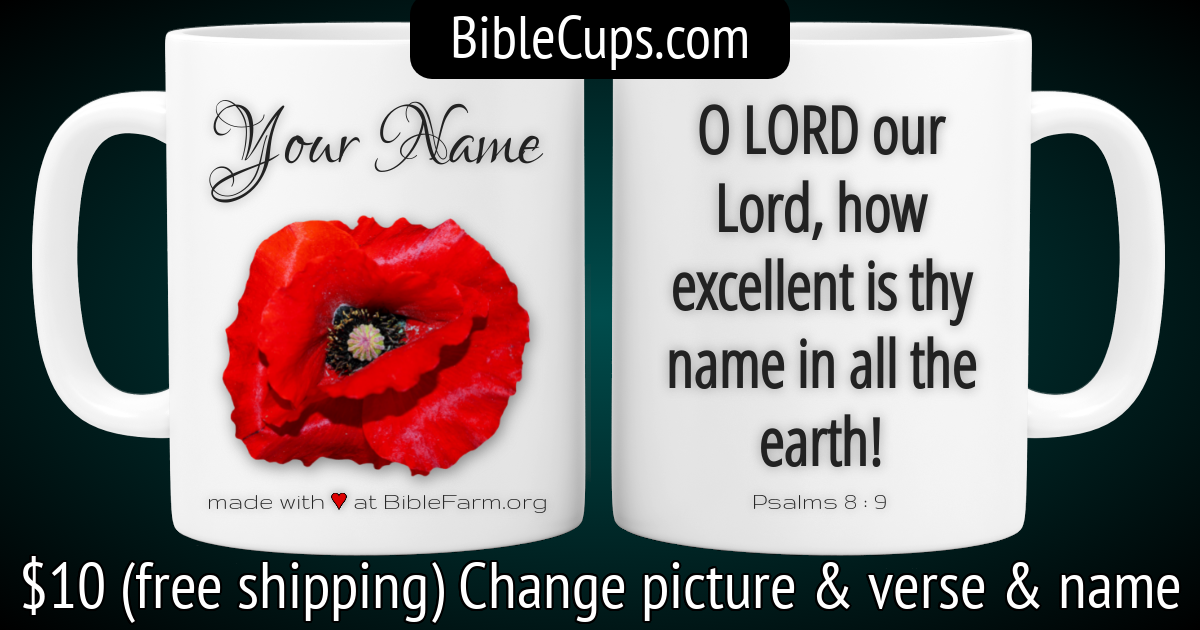 BibleCups.com
Your Name
made with ♥ at BibleFarm.org
O LORD our
Lord, how
excellent is thy
name in all the
earth!
Psalms 8 : 9
$10 (free shipping) Change picture & verse & name